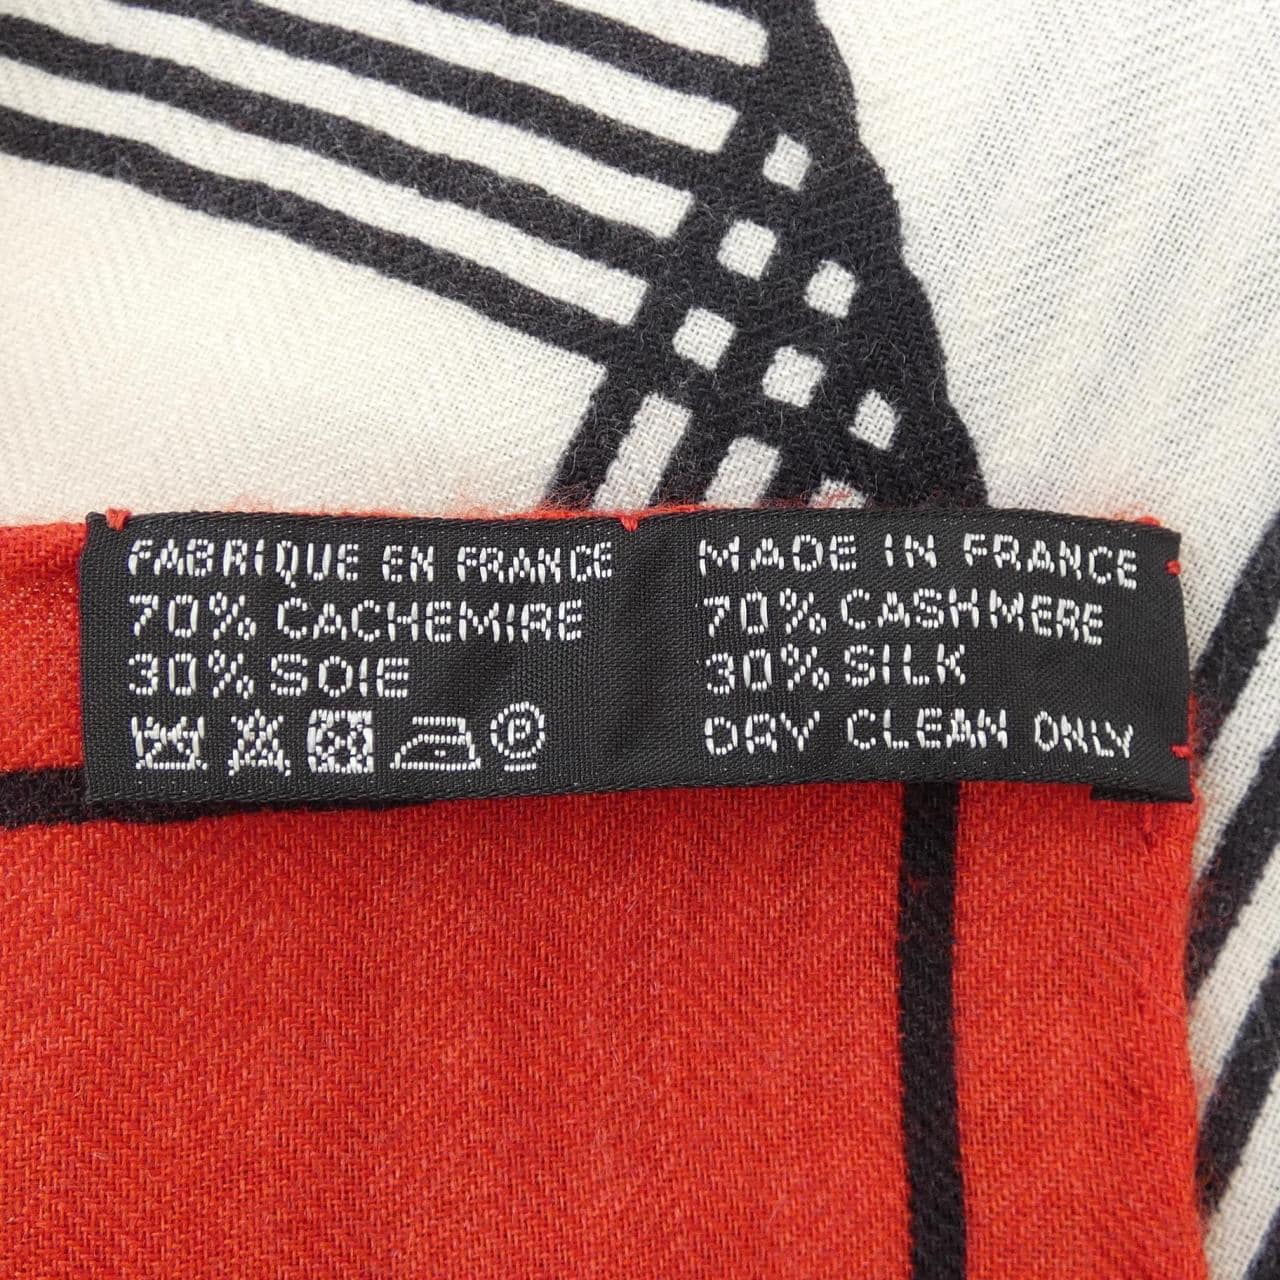 FABRIQUE EN FRANCE
70% CACHEMIRE
30% SOIE
P
MADE IN FRANCE
70% CASHMERE
30% SILK
DRY CLEAN ONLY